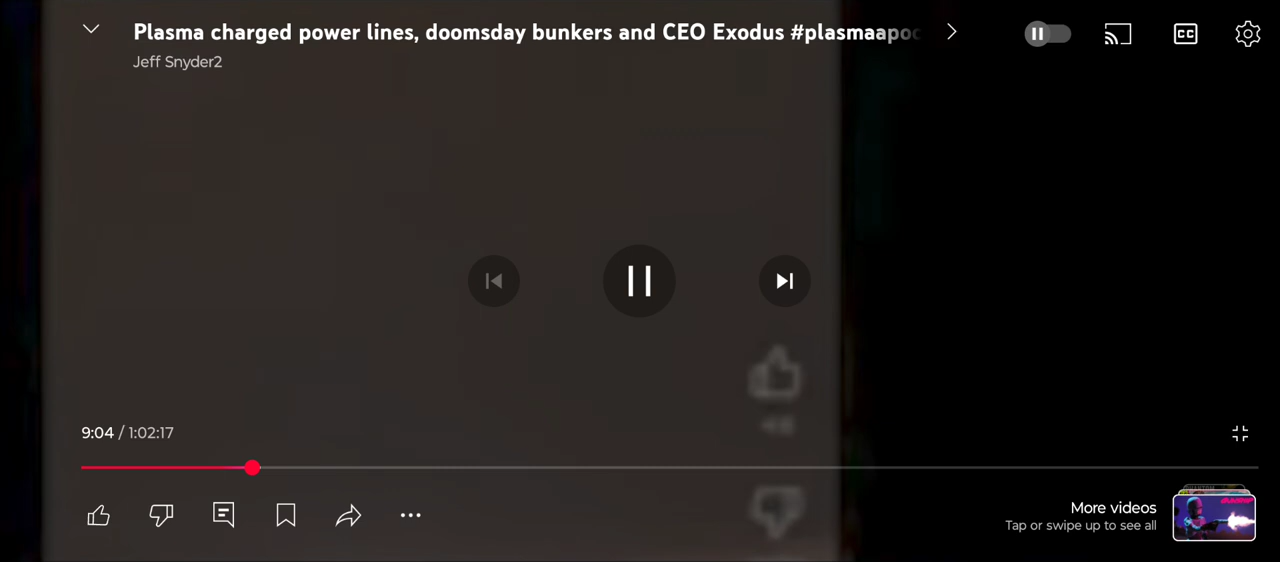 Plasma charged power lines, doomsday bunkers and CEO Exodus #plasmaapoc
Jeff Snyder2
CC
9:04 / 1:02:17
More videos
Tap or swipe up to see all